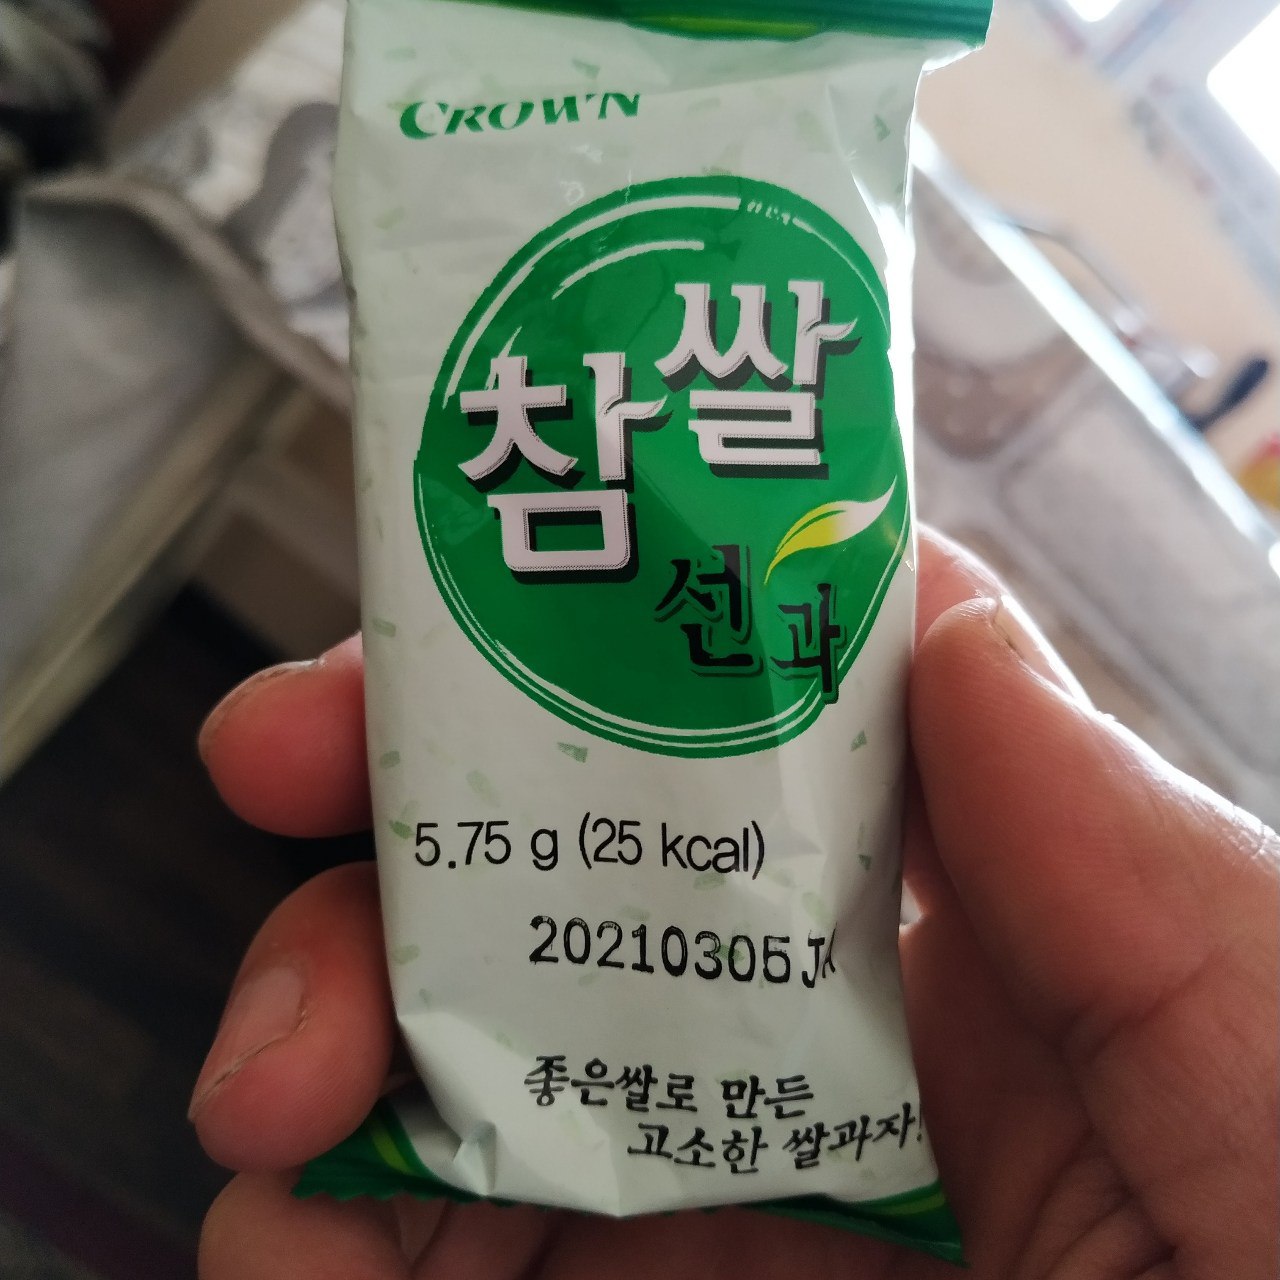 CROWN
참쌀
선과
5.75 g (25 kcal)
20210305 JA
좋은쌀로 만든
고소한 쌀과자!